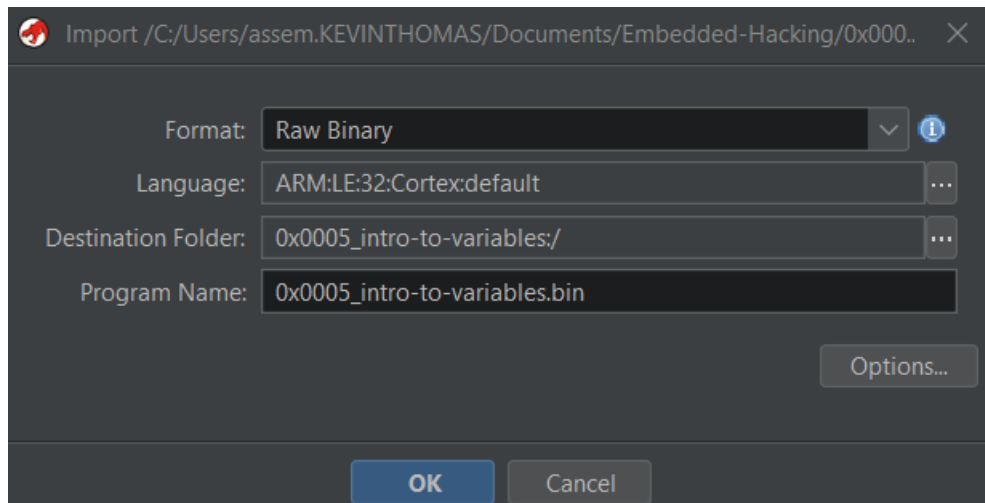 Import /C:/Users/assem.KEVINTHOMAS/Documents/Embedded-Hacking/0x000..
Format: Raw Binary
Language: ARM:LE:32:Cortex:default ...
Destination Folder: 0x0005_intro-to-variables:/ ...
Program Name: 0x0005_intro-to-variables.bin
Options...
OK Cancel